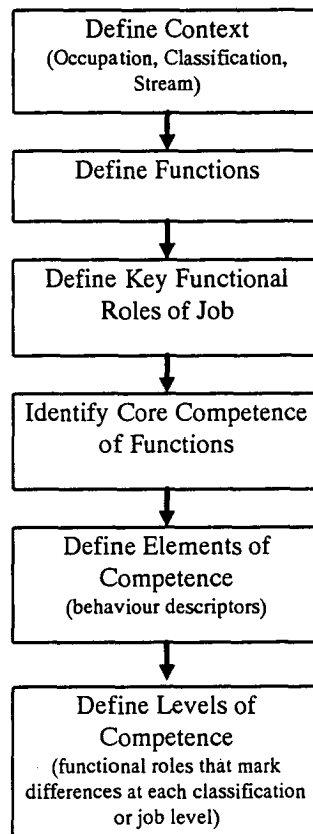 Define Context
(Occupation, Classification,
Stream)
Define Functions
Define Key Functional
Roles of Job
Identify Core Competence
of Functions
Define Elements of
Competence
(behaviour descriptors)
Define Levels of
Competence
(functional roles that mark
differences at each classification
or job level)